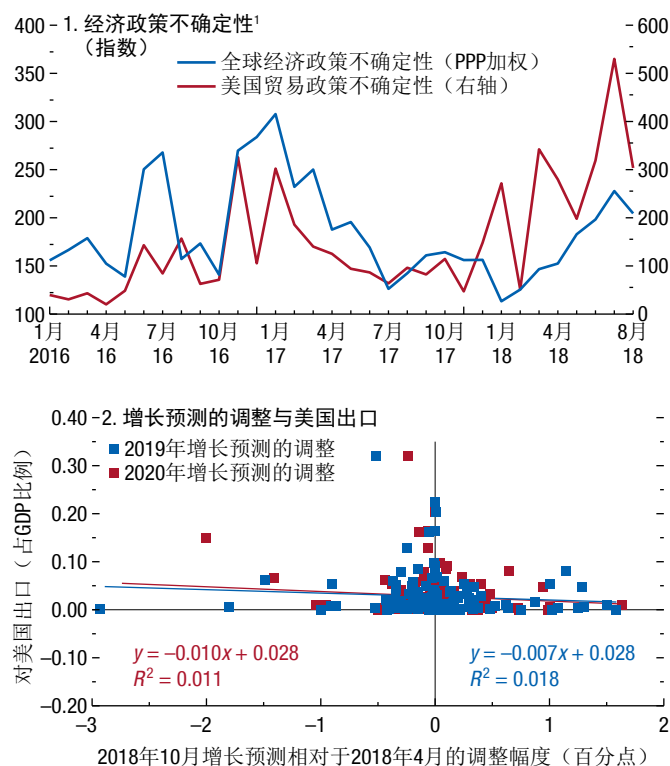 1. 经济政策不确定性¹
（指数）
全球经济政策不确定性（PPP加权）
美国贸易政策不确定性（右轴）
400
350
300
250
200
150
100
600
500
400
300
200
100
0
1月 4月 7月 10月 1月 4月 7月 10月 1月 4月 8月
2016 16 16 16 17 17 17 17 18 18 18
2. 增长预测的调整与美国出口
2019年增长预测的调整
2020年增长预测的调整
对美国出口（占GDP比例）
0.40
0.30
0.20
0.10
0.00
−0.10
−0.20
y = −0.010x + 0.028
R² = 0.011
y = −0.007x + 0.028
R² = 0.018
−3 −2 −1 0 1 2
2018年10月增长预测相对于2018年4月的调整幅度（百分点）